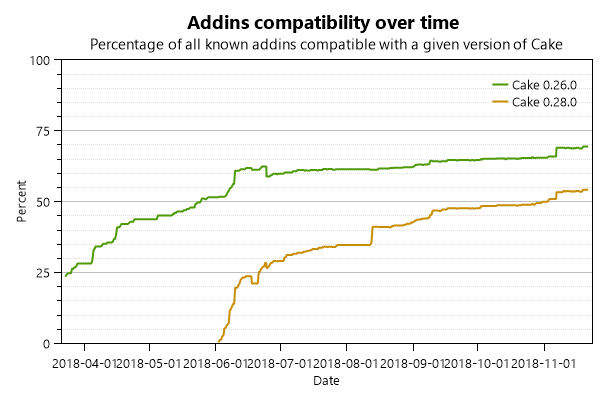 Addins compatibility over time
Percentage of all known addins compatible with a given version of Cake
100
Cake 0.26.0
Cake 0.28.0
75
50
25
0
Percent
2018-04-01 2018-05-01 2018-06-01 2018-07-01 2018-08-01 2018-09-01 2018-10-01 2018-11-01
Date